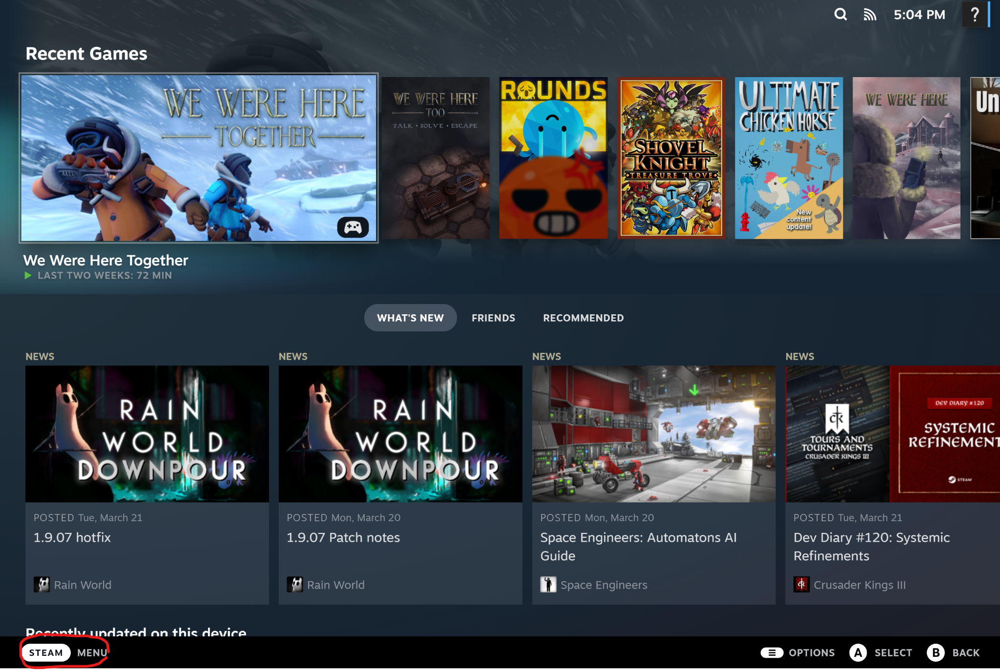 5:04 PM
?
Recent Games
WE WERE HERE
TOGETHER
WE WERE HERE
TOO
TALK • SOLVE • ESCAPE
ROUNDS
SHOVEL
KNIGHT
• TREASURE TROVE •
ULTIMATE
CHICKEN HORSE
New
content
update!
WE WERE HERE
Un
We Were Here Together
LAST TWO WEEKS: 72 MIN
WHAT'S NEW
FRIENDS
RECOMMENDED
NEWS
RAIN
WORLD
DOWNPOUR
POSTED Tue, March 21
1.9.07 hotfix
Rain World
NEWS
RAIN
WORLD
DOWNPOUR
POSTED Mon, March 20
1.9.07 Patch notes
Rain World
NEWS
POSTED Mon, March 20
Space Engineers: Automatons AI
Guide
Space Engineers
NEWS
TOURS AND
TOURNAMENTS
CRUSADER KINGS III
DEV DIARY #120
SYSTEMIC
REFINEMENT
STEAM
POSTED Tue, March 21
Dev Diary #120: Systemic
Refinements
Crusader Kings III
Recently updated on this device
STEAM MENU
OPTIONS
A SELECT
B BACK